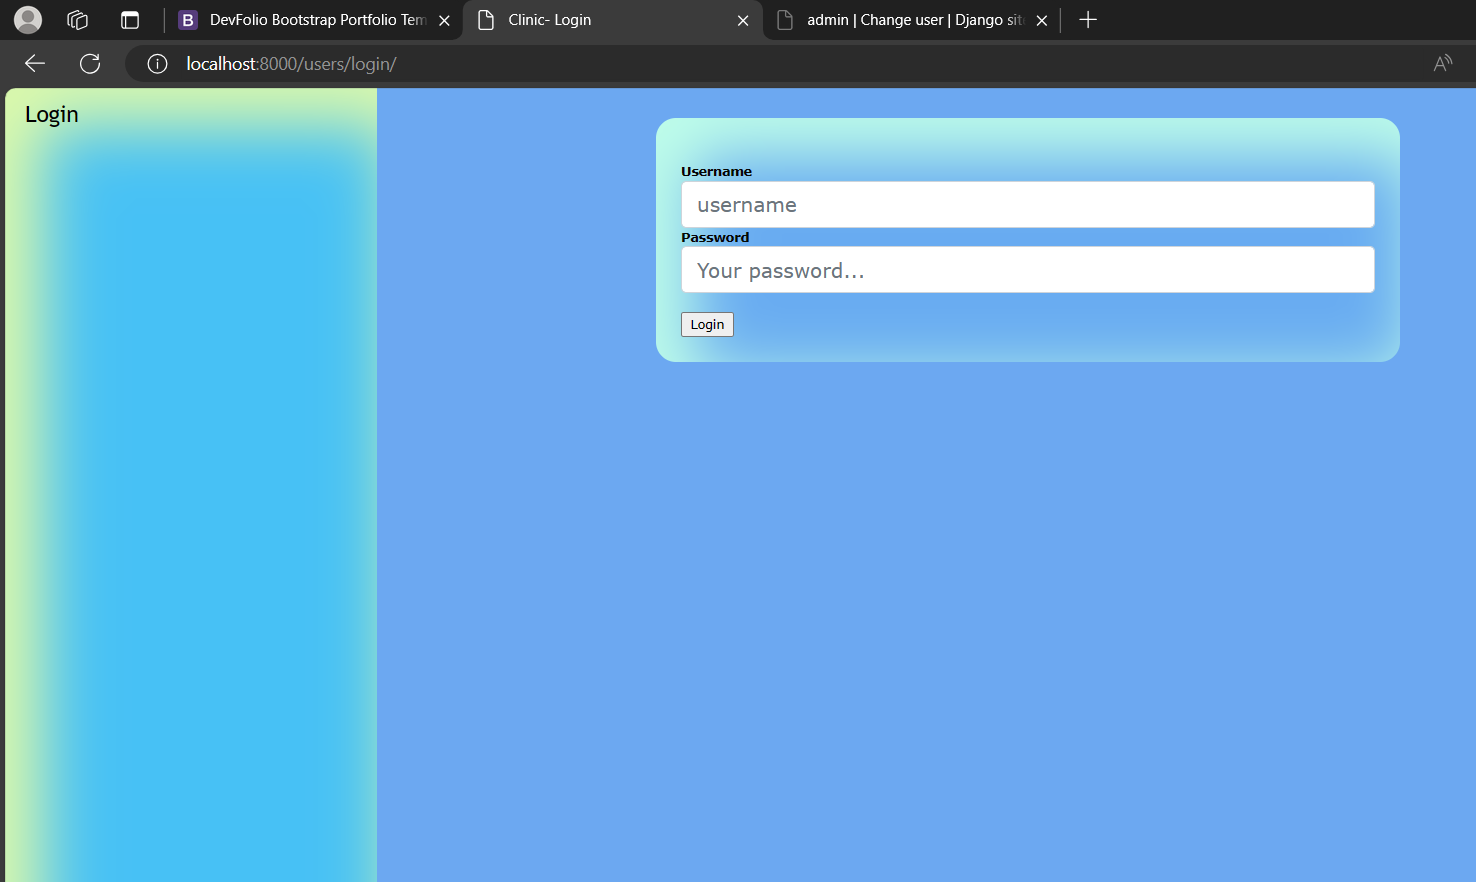 B DevFolio Bootstrap Portfolio Tem
Clinic- Login
admin | Change user | Django sit
localhost:8000/users/login/
A
Login
Username
username
Password
Your password...
Login